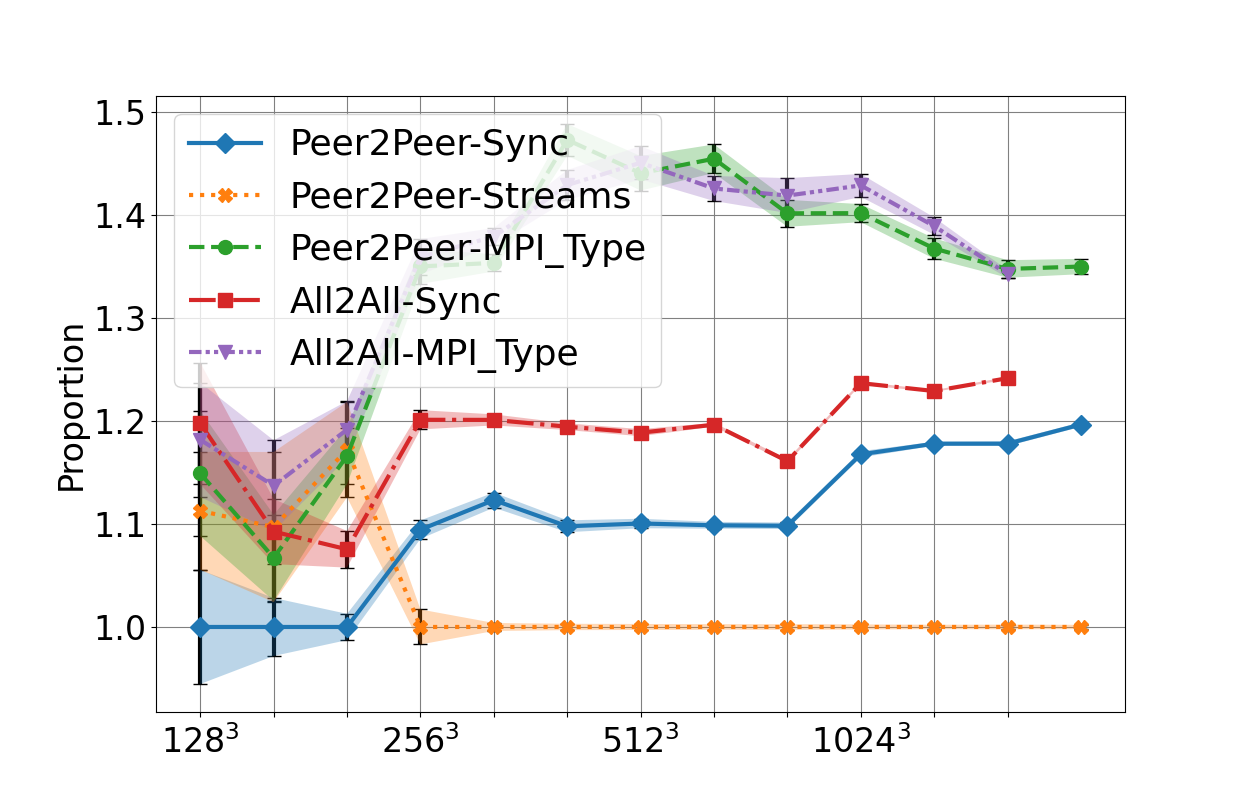 Proportion
1.5
1.4
1.3
1.2
1.1
1.0
Peer2Peer-Sync
Peer2Peer-Streams
Peer2Peer-MPI_Type
All2All-Sync
All2All-MPI_Type
128³ 256³ 512³ 1024³